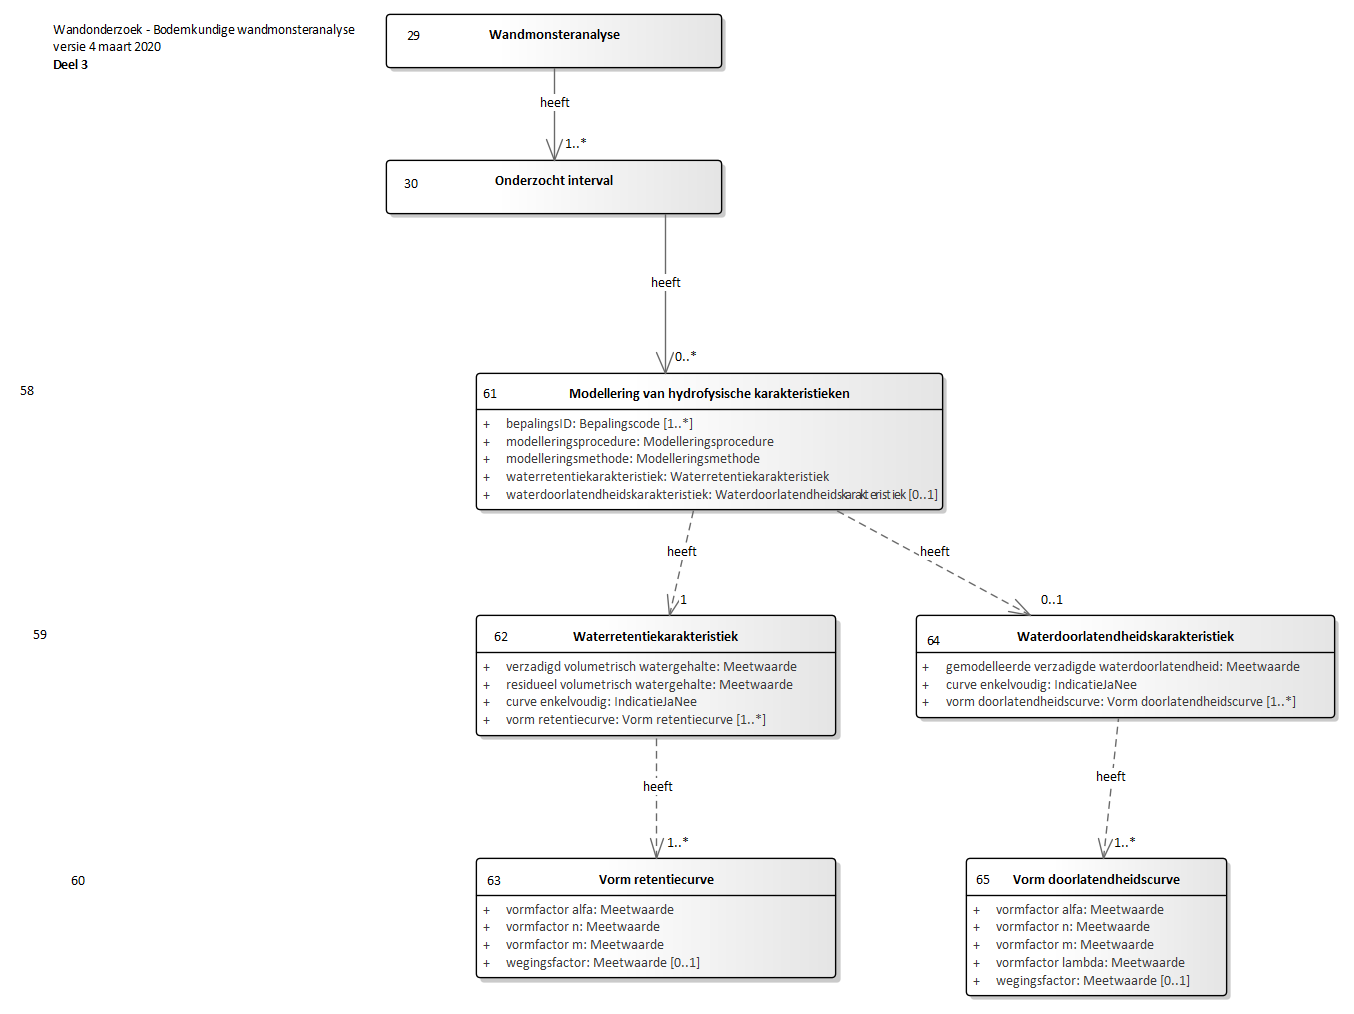 Wandonderzoek - Bodemkundige wandmonsteranalyse
versie 4 maart 2020
Deel 3
29 Wandmonsteranalyse
heeft
1..*
30 Onderzocht interval
heeft
0..*
58
61 Modellering van hydrofysische karakteristieken
+ bepalingsID: Bepalingscode [1..*]
+ modelleringsprocedure: Modelleringsprocedure
+ modelleringsmethode: Modelleringsmethode
+ waterretentiekarakteristiek: Waterretentiekarakteristiek
+ waterdoorlatendheidskarakteristiek: Waterdoorlatendheidskarakteristiek [0..1]
heeft
1
heeft
0..1
59
62 Waterretentiekarakteristiek
+ verzadigd volumetrisch watergehalte: Meetwaarde
+ residueel volumetrisch watergehalte: Meetwaarde
+ curve enkelvoudig: IndicatieJaNee
+ vorm retentiecurve: Vorm retentiecurve [1..*]
64 Waterdoorlatendheidskarakteristiek
+ gemodelleerde verzadigde waterdoorlatendheid: Meetwaarde
+ curve enkelvoudig: IndicatieJaNee
+ vorm doorlatendheidscurve: Vorm doorlatendheidscurve [1..*]
heeft
1..*
heeft
1..*
60
63 Vorm retentiecurve
+ vormfactor alfa: Meetwaarde
+ vormfactor n: Meetwaarde
+ vormfactor m: Meetwaarde
+ wegingsfactor: Meetwaarde [0..1]
65 Vorm doorlatendheidscurve
+ vormfactor alfa: Meetwaarde
+ vormfactor n: Meetwaarde
+ vormfactor m: Meetwaarde
+ vormfactor lambda: Meetwaarde
+ wegingsfactor: Meetwaarde [0..1]